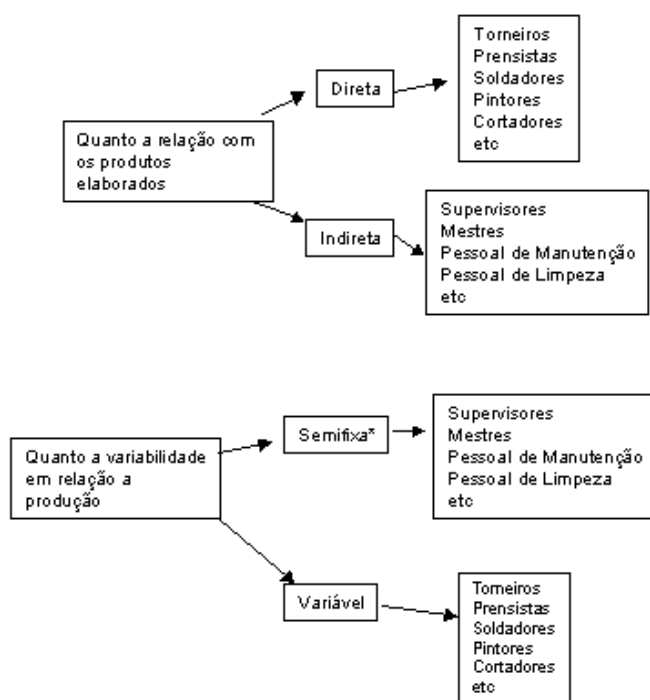 Quanto a relação com
os produtos
elaborados
Direta
Torneiros
Prensistas
Soldadores
Pintores
Cortadores
etc
Indireta
Supervisores
Mestres
Pessoal de Manutenção
Pessoal de Limpeza
etc
Quanto a variabilidade
em relação a
produção
Semifixa*
Supervisores
Mestres
Pessoal de Manutenção
Pessoal de Limpeza
etc
Variável
Torneiros
Prensistas
Soldadores
Pintores
Cortadores
etc